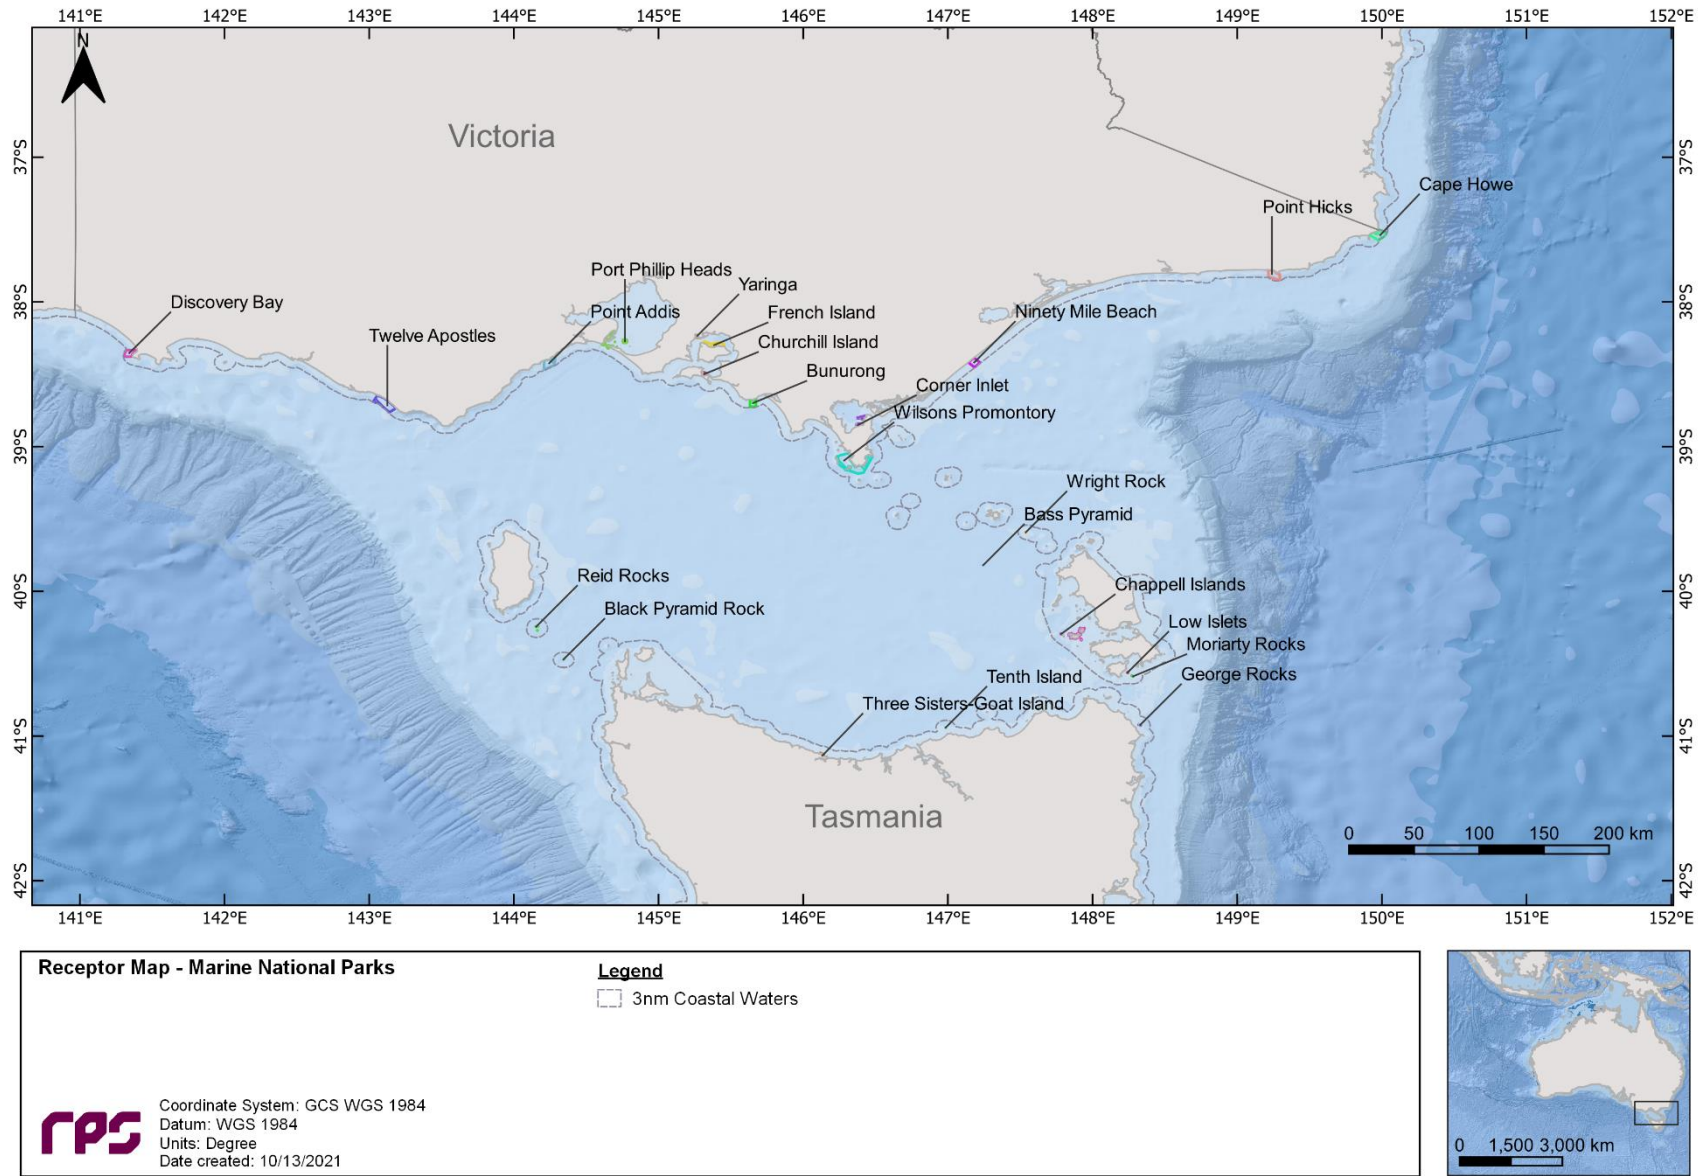 141°E 142°E 143°E 144°E 145°E 146°E 147°E 148°E 149°E 150°E 151°E 152°E
N
Victoria
37°S 37°S
Cape Howe
Point Hicks
Port Phillip Heads
Yaringa
Discovery Bay
Point Addis
French Island
Ninety Mile Beach
38°S 38°S
Twelve Apostles
Churchill Island
Bunurong
Corner Inlet
Wilsons Promontory
39°S 39°S
Wright Rock
Bass Pyramid
Reid Rocks
Chappell Islands
40°S 40°S
Black Pyramid Rock
Low Islets
Moriarty Rocks
Tenth Island
George Rocks
Three Sisters-Goat Island
41°S 41°S
Tasmania
0 50 100 150 200 km
42°S 42°S
141°E 142°E 143°E 144°E 145°E 146°E 147°E 148°E 149°E 150°E 151°E 152°E
Receptor Map - Marine National Parks
Legend
3nm Coastal Waters
rps
Coordinate System: GCS WGS 1984
Datum: WGS 1984
Units: Degree
Date created: 10/13/2021
0 1,500 3,000 km